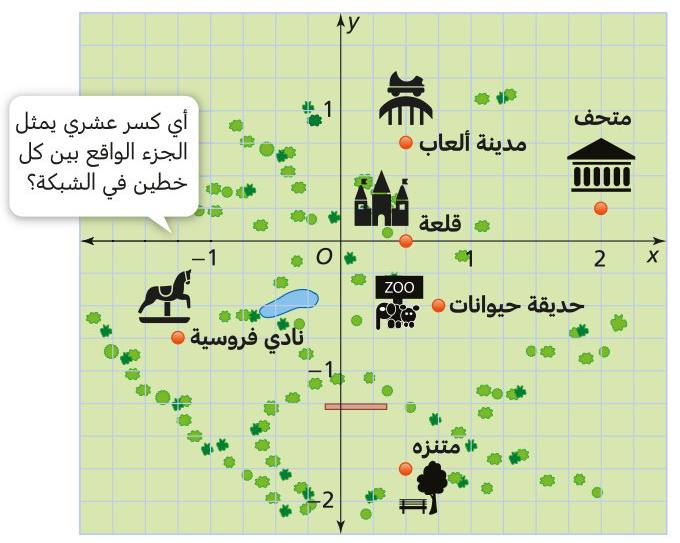 y
1
متحف
أي كسر عشري يمثل
الجزء الواقع بين كل
خطين في الشبكة؟
مدينة ألعاب
قلعة
−1
O
1
2
x
ZOO
حديقة حيوانات
نادي فروسية
−1
متنزه
−2